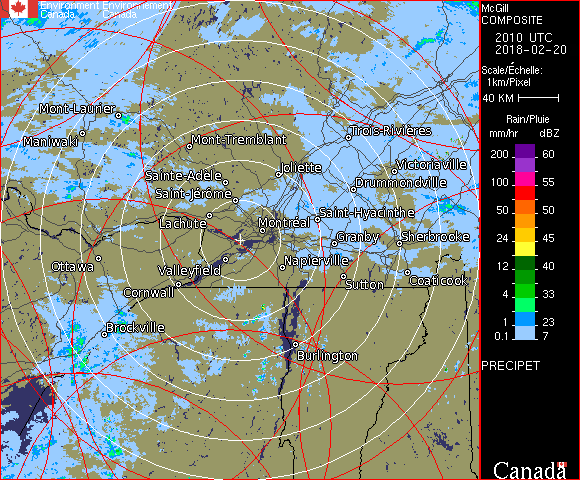 Environment Environnement
Canada Canada
McGill
COMPOSITE
2010 UTC
2018-02-20
Scale/Échelle:
1km/Pixel
40 KM
Rain/Pluie
mm/hr dBZ
200 60
100 55
50 50
24 45
12 40
4 33
1 23
0.1 7
PRECIPET
Canada
Mont-Laurier
Maniwaki
Trois-Rivières
Mont-Tremblant
Victoriaville
Joliette
Sainte-Adèle
Drummondville
Saint-Jérôme
Saint-Hyacinthe
Lachute
Montréal
Granby
Sherbrooke
Ottawa
Valleyfield
Napierville
Coaticook
Sutton
Cornwall
Brockville
Burlington